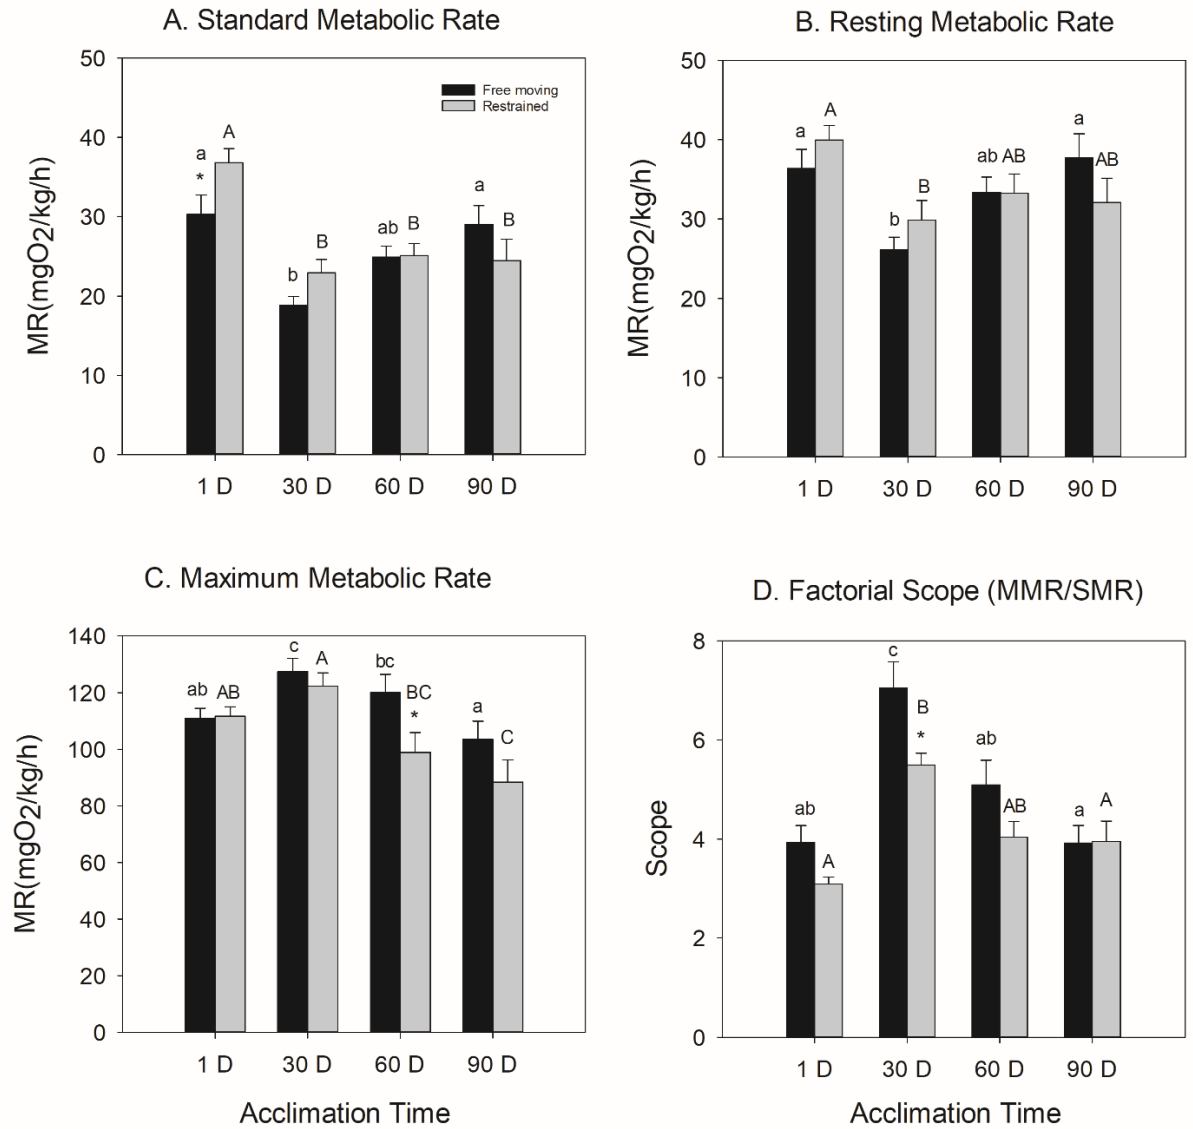 A. Standard Metabolic Rate
50
40
30
20
10
0
MR(mgO2/kg/h)
Free moving
Restrained
a
*
A
b
B
ab
B
a
B
1 D
30 D
60 D
90 D
B. Resting Metabolic Rate
50
40
30
20
10
0
MR(mgO2/kg/h)
a
A
b
B
ab
AB
a
AB
1 D
30 D
60 D
90 D
C. Maximum Metabolic Rate
140
120
100
80
60
40
20
0
MR(mgO2/kg/h)
ab
AB
c
A
bc
BC
*
a
C
1 D
30 D
60 D
90 D
Acclimation Time
D. Factorial Scope (MMR/SMR)
8
6
4
2
0
Scope
ab
A
c
B
*
ab
AB
a
A
1 D
30 D
60 D
90 D
Acclimation Time